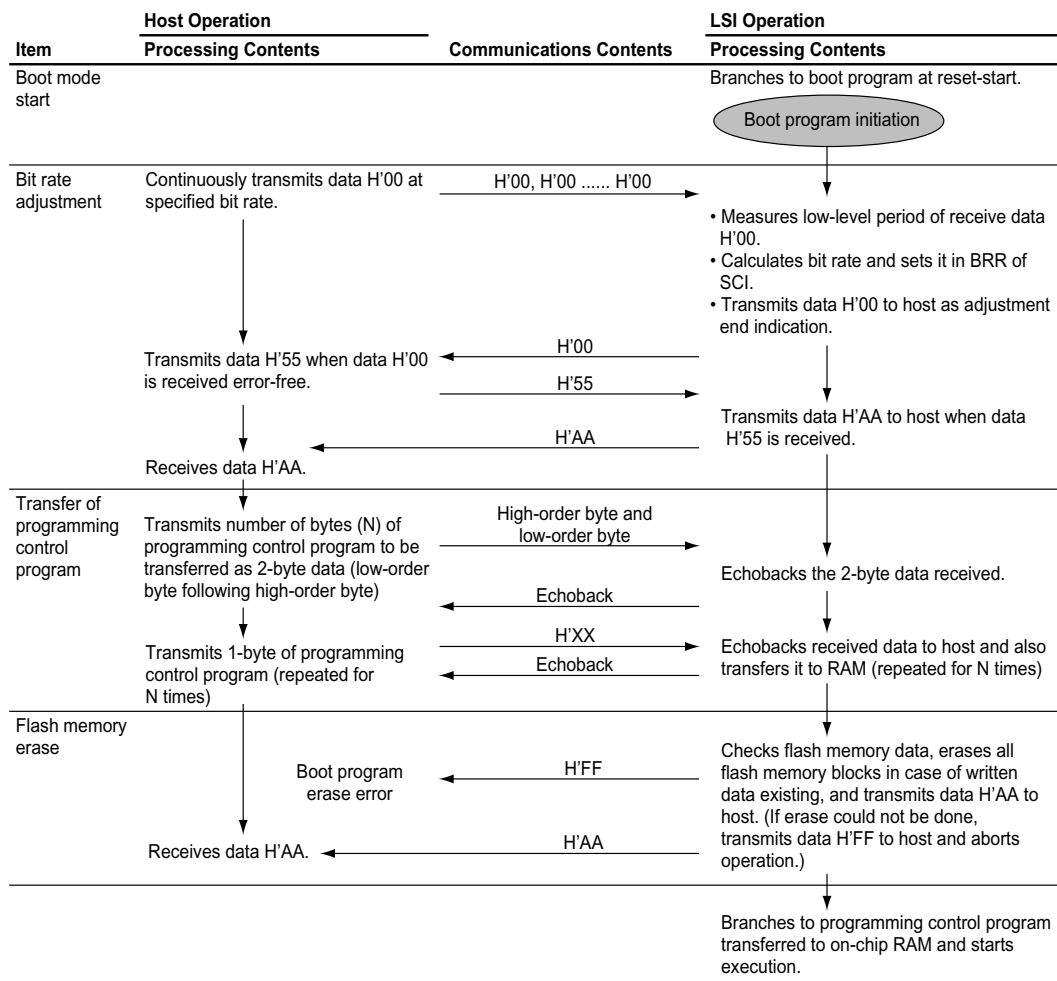 Host Operation
LSI Operation
Item
Processing Contents
Communications Contents
Processing Contents
Boot mode
start
Branches to boot program at reset-start.
Boot program initiation
Bit rate
adjustment
Continuously transmits data H'00 at
specified bit rate.
H'00, H'00 ...... H'00
• Measures low-level period of receive data
H'00.
• Calculates bit rate and sets it in BRR of
SCI.
• Transmits data H'00 to host as adjustment
end indication.
H'00
Transmits data H'55 when data H'00
is received error-free.
H'55
Transmits data H'AA to host when data
H'55 is received.
H'AA
Receives data H'AA.
Transfer of
programming
control
program
Transmits number of bytes (N) of
programming control program to be
transferred as 2-byte data (low-order
byte following high-order byte)
High-order byte and
low-order byte
Echobacks the 2-byte data received.
Echoback
H'XX
Transmits 1-byte of programming
control program (repeated for
N times)
Echobacks received data to host and also
transfers it to RAM (repeated for N times)
Echoback
Flash memory
erase
Checks flash memory data, erases all
flash memory blocks in case of written
data existing, and transmits data H'AA to
host. (If erase could not be done,
transmits data H'FF to host and aborts
operation.)
Boot program
erase error
H'FF
H'AA
Receives data H'AA.
Branches to programming control program
transferred to on-chip RAM and starts
execution.